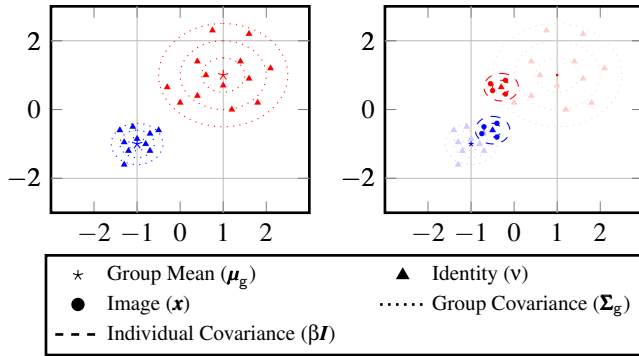 2
2
0
0
−2
−2
−2 −1 0 1 2
−2 −1 0 1 2
Group Mean (μg)
Identity (ν)
Image (x)
Group Covariance (Σg)
Individual Covariance (βI)